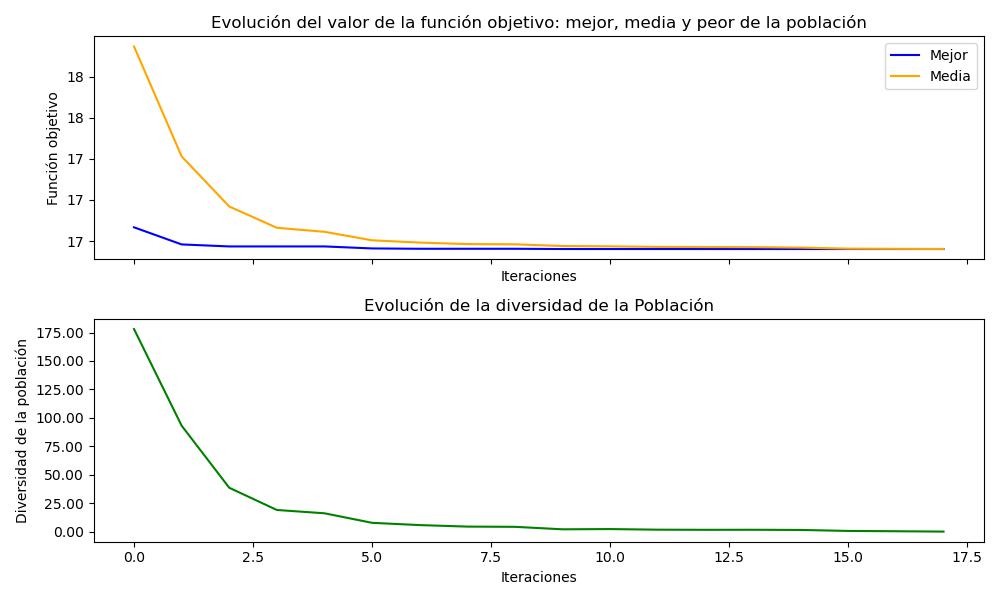 Evolución del valor de la función objetivo: mejor, media y peor de la población
Mejor
Media
18
18
17
17
17
Función objetivo
Iteraciones
Evolución de la diversidad de la Población
175.00
150.00
125.00
100.00
75.00
50.00
25.00
0.00
Diversidad de la población
0.0 2.5 5.0 7.5 10.0 12.5 15.0 17.5
Iteraciones